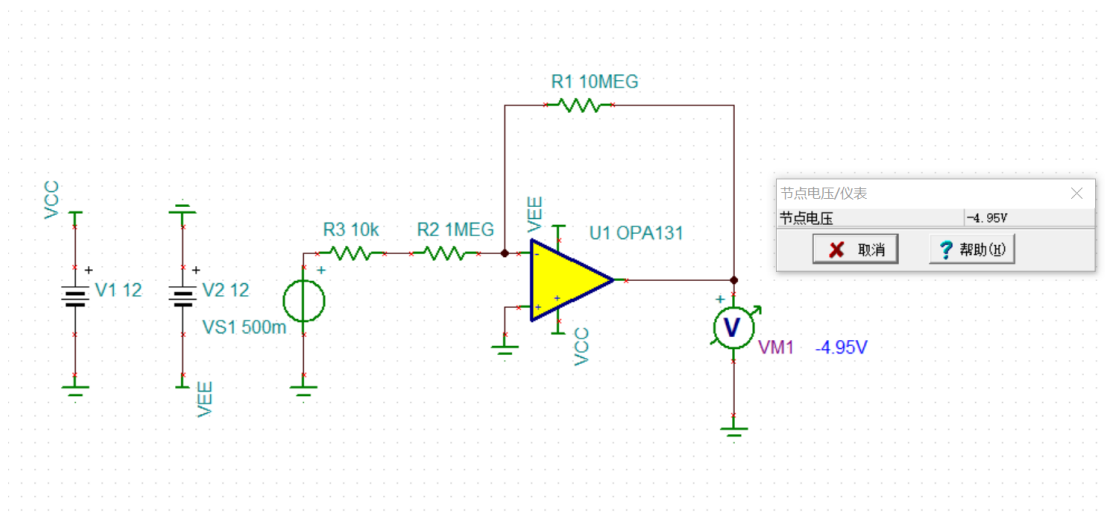 R1 10MEG
VCC
VEE
R3 10k
R2 1MEG
U1 OPA131
节点电压/仪表
节点电压
-4.95V
取消
帮助(H)
+
V1 12
+
V2 12
+
VS1 500m
-
+
+
VCC
+
V
VM1
-4.95V
VEE